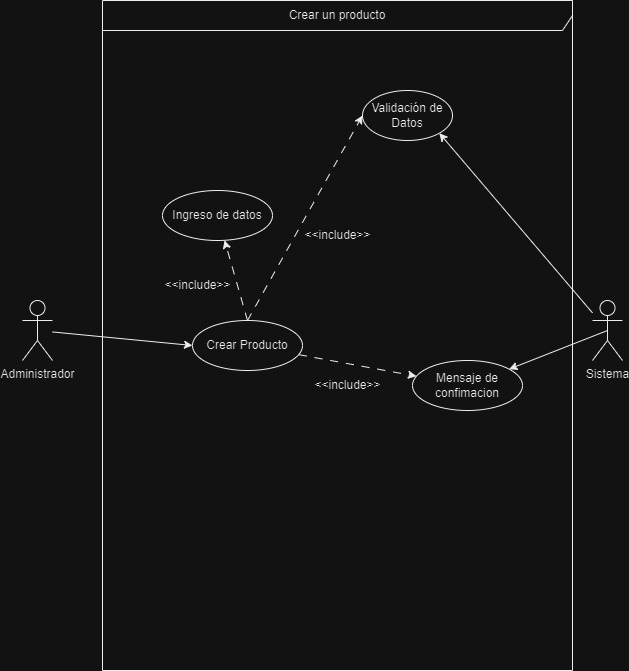 Crear un producto
Validación de
Datos
Ingreso de datos
<<include>>
<<include>>
Crear Producto
Administrador
Sistema
Mensaje de
confimacion
<<include>>